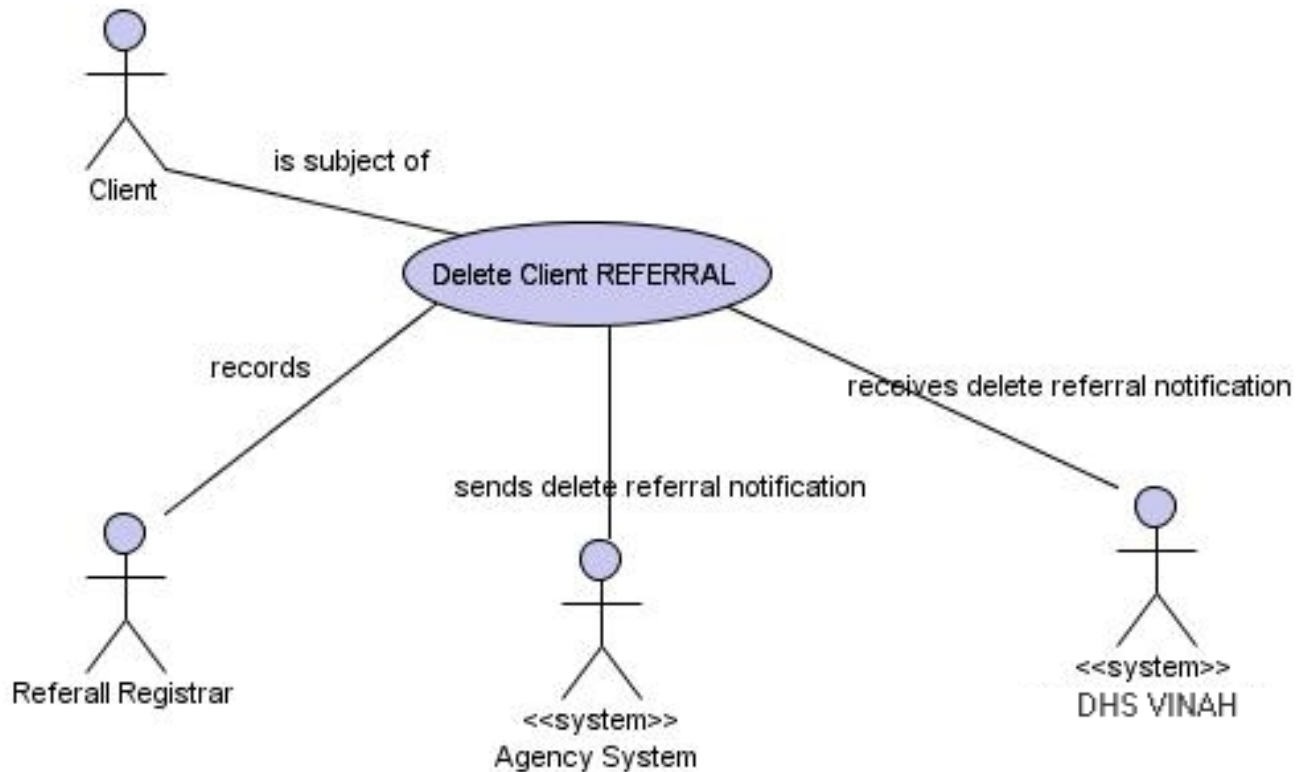 Client
is subject of
Delete Client REFERRAL
records
receives delete referral notification
sends delete referral notification
Referall Registrar
<<system>>
Agency System
<<system>>
DHS VINAH